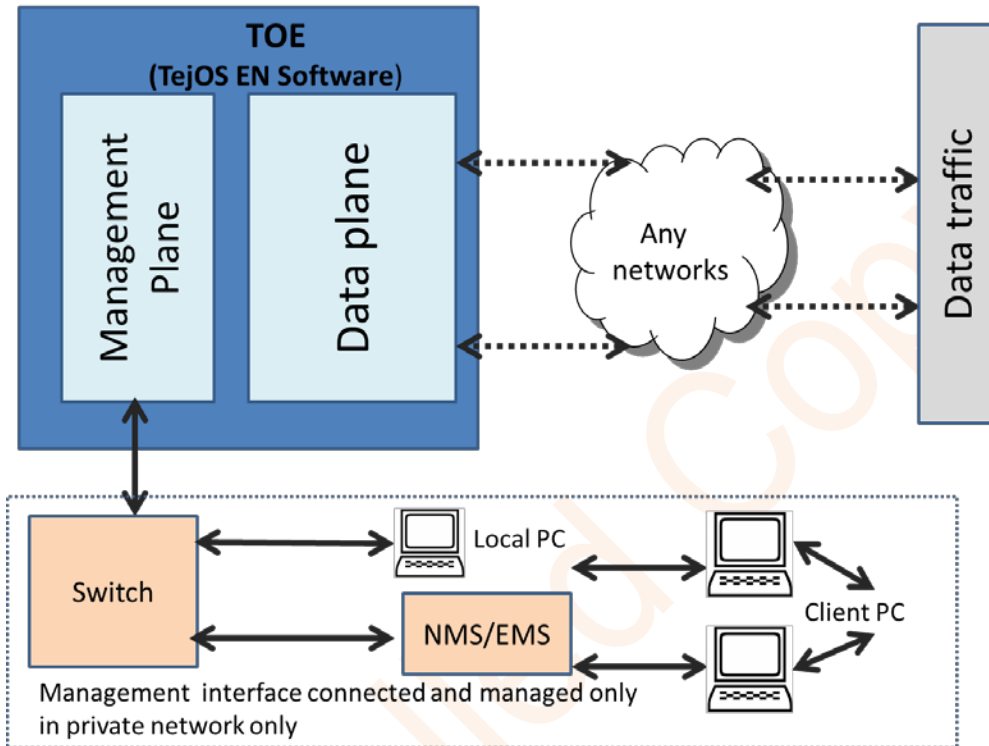 TOE
(TejOS EN Software)
Management
Plane
Data plane
Any
networks
Data traffic
Switch
Local PC
NMS/EMS
Client PC
Management interface connected and managed only
in private network only